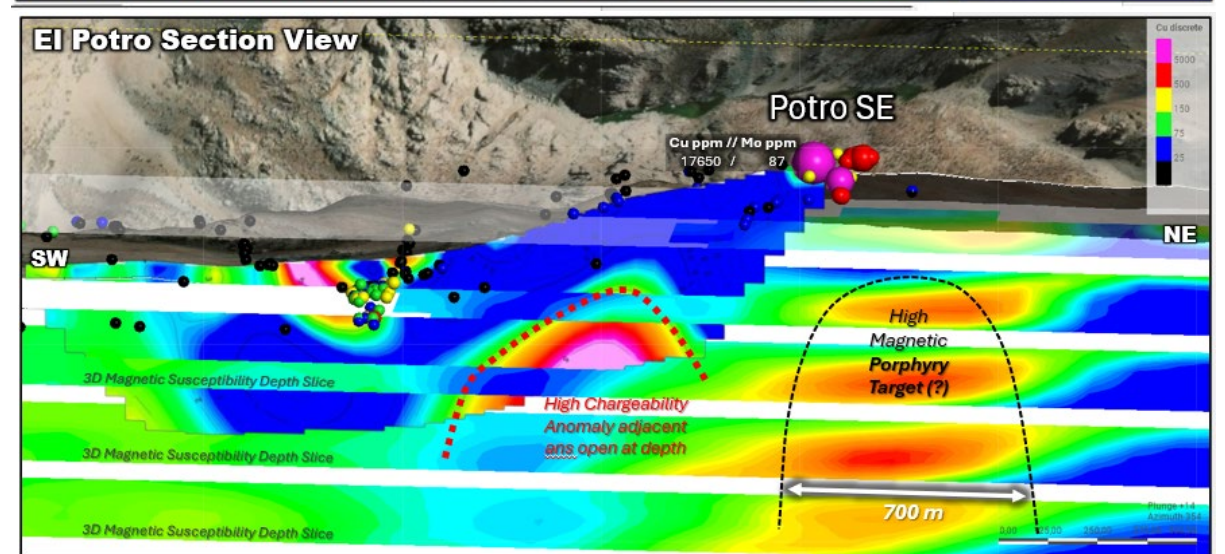 El Potro Section View
Cu discrete
5000
500
150
75
25
Potro SE
Cu ppm // Mo ppm
17650 / 87
SW
NE
High
Magnetic
Porphyry
Target (?)
3D Magnetic Susceptibility Depth Slice
High Chargeability
Anomaly adjacent
ans open at depth
3D Magnetic Susceptibility Depth Slice
700 m
Plunge +14
Azimuth 354
3D Magnetic Susceptibility Depth Slice
250,00